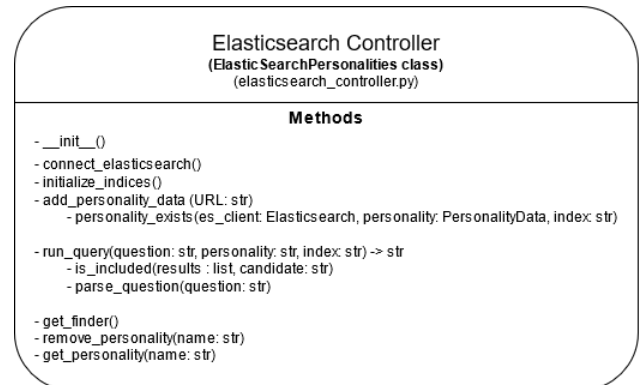 Elasticsearch Controller
(ElasticSearchPersonalities class)
(elasticsearch_controller.py)
Methods
- __init__()
- connect_elasticsearch()
- initialize_indices()
- add_personality_data (URL: str)
- personality_exists(es_client: Elasticsearch, personality: PersonalityData, index: str)
- run_query(question: str, personality: str, index: str) -> str
- is_included(results : list, candidate: str)
- parse_question(question: str)
- get_finder()
- remove_personality(name: str)
- get_personality(name: str)